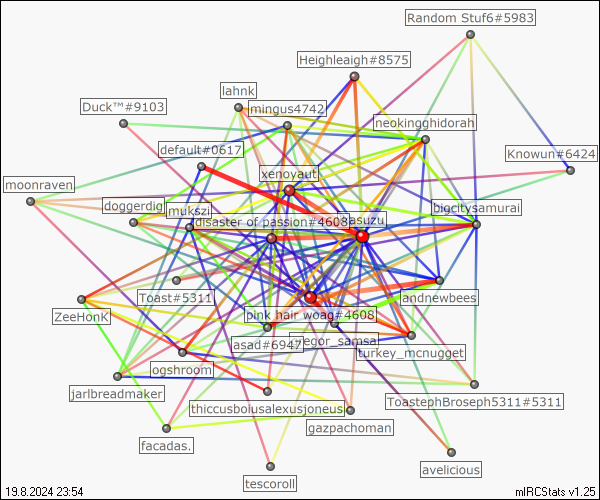 Random Stuf6#5983
Heighleaigh#8575
lahnk
Duck™#9103
mingus4742
neokingghidorah
default#0617
Knowun#6424
xenoyaut
moonraven
doggerdig
mukszi
bigcitysamurai
disaster of passion#4608
asuzu
Toast#5311
andnewbees
ZeeHonK
pink hair woag#4608
asad#6947
regor_samsa
turkey_mcnugget
ogshroom
jarlbreadmaker
ToastephBroseph5311#5311
thiccusbolusalexusjoneus
gazpachoman
facadas.
avelicious
tescoroll
19.8.2024 23:54
mIRCStats v1.25